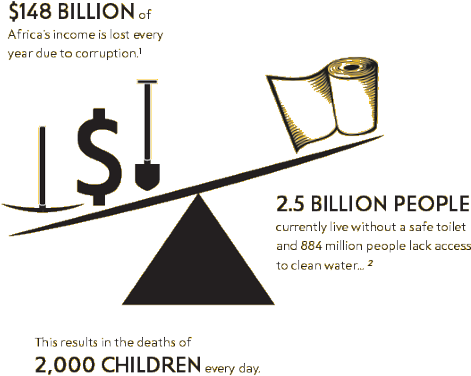 $148 BILLION of
Africa's income is lost every
year due to corruption.¹
2.5 BILLION PEOPLE
currently live without a safe toilet
and 884 million people lack access
to clean water... ²
This results in the deaths of
2,000 CHILDREN every day.